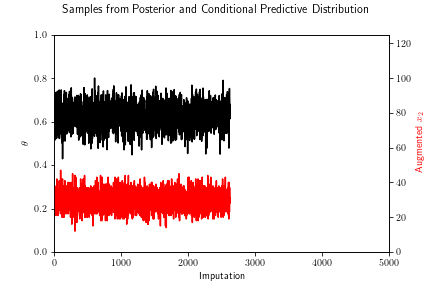 Samples from Posterior and Conditional Predictive Distribution
1.0
0.8
0.6
0.4
0.2
0.0
θ
120
100
80
60
40
20
0
Augmented x₂
0 1000 2000 3000 4000 5000
Imputation